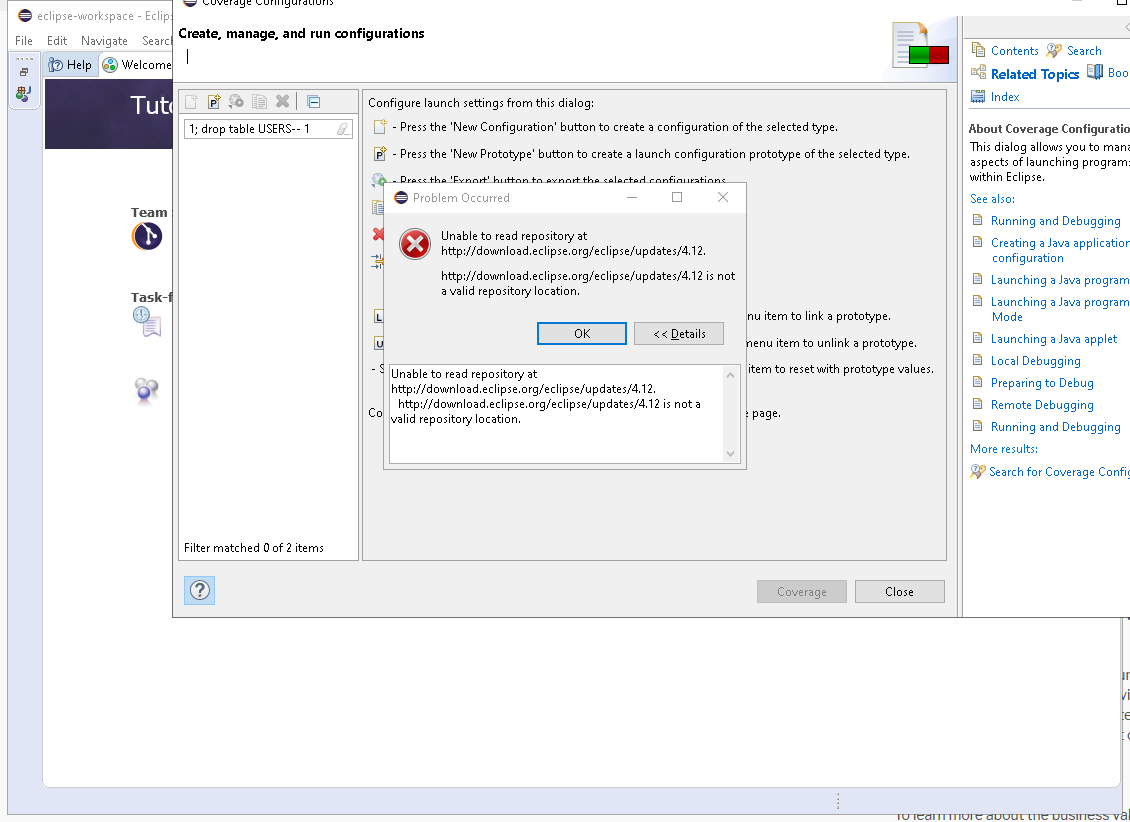 Coverage Configurations
eclipse-workspace - Eclips
File Edit Navigate Search
Create, manage, and run configurations
Help Welcome
Tuto
Team
Task-f
1; drop table USERS-- 1
Filter matched 0 of 2 items
Configure launch settings from this dialog:
- Press the 'New Configuration' button to create a configuration of the selected type.
- Press the 'New Prototype' button to create a launch configuration prototype of the selected type.
- Press the 'Export' button to export the selected configurations.
Problem Occurred
Unable to read repository at
http://download.eclipse.org/eclipse/updates/4.12.
http://download.eclipse.org/eclipse/updates/4.12 is not
a valid repository location.
OK << Details
Unable to read repository at
http://download.eclipse.org/eclipse/updates/4.12.
http://download.eclipse.org/eclipse/updates/4.12 is not a
valid repository location.
L nu item to link a prototype.
U menu item to unlink a prototype.
- S item to reset with prototype values.
Co e page.
Coverage Close
Contents Search
Related Topics Boo
Index
About Coverage Configuratio
This dialog allows you to mana
aspects of launching program:
within Eclipse.
See also:
Running and Debugging
Creating a Java application
configuration
Launching a Java program
Launching a Java program
Mode
Launching a Java applet
Local Debugging
Preparing to Debug
Remote Debugging
Running and Debugging
More results:
Search for Coverage Config
To learn more about the business val